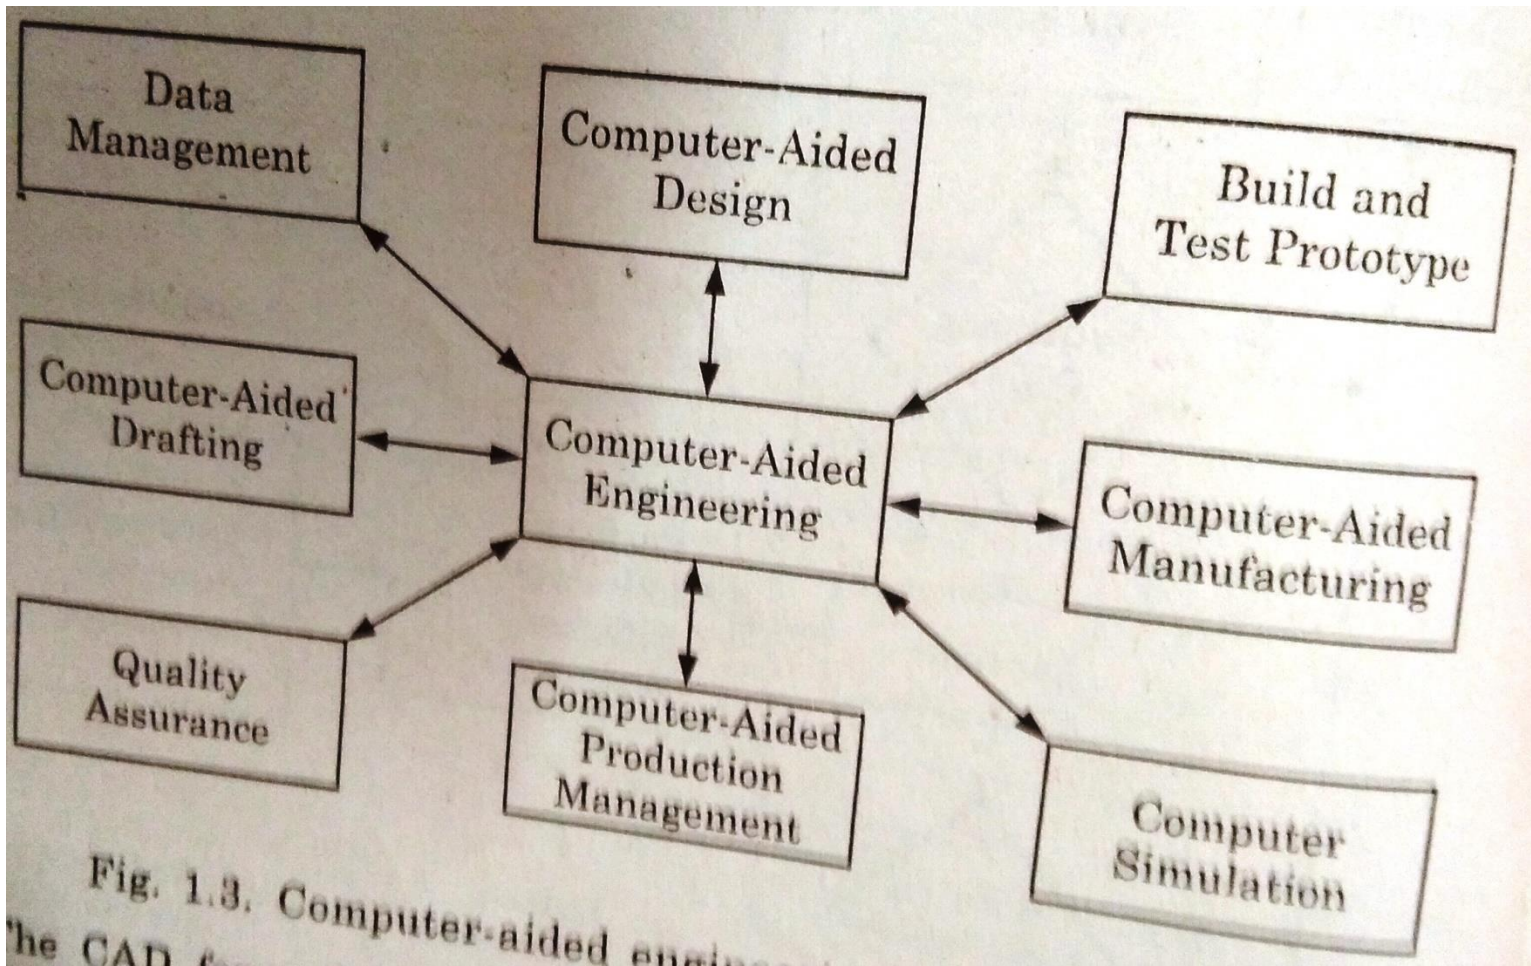 Data
Management
Computer-Aided
Design
Build and
Test Prototype
Computer-Aided
Drafting
Computer-Aided
Engineering
Computer-Aided
Manufacturing
Quality
Assurance
Computer-Aided
Production
Management
Computer
Simulation
Fig. 1.3. Computer-aided
CAD